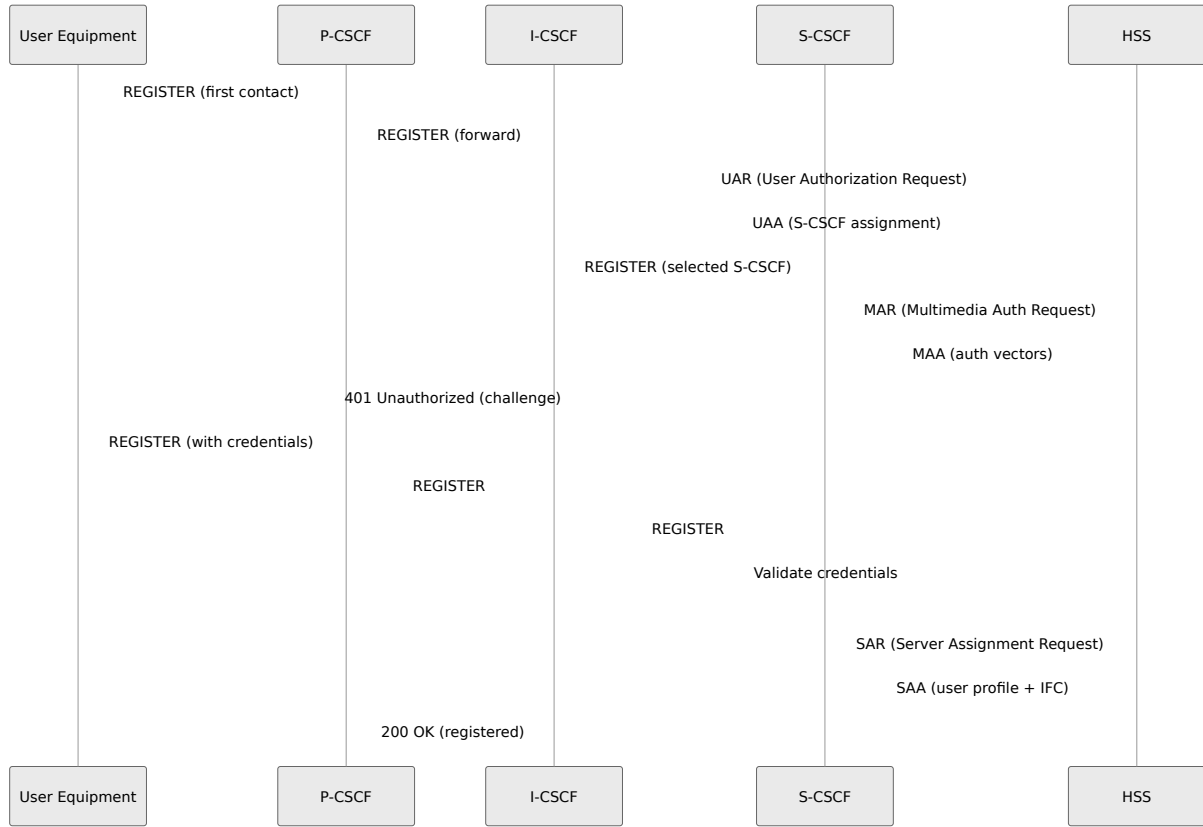 User Equipment
P-CSCF
I-CSCF
S-CSCF
HSS
REGISTER (first contact)
REGISTER (forward)
UAR (User Authorization Request)
UAA (S-CSCF assignment)
REGISTER (selected S-CSCF)
MAR (Multimedia Auth Request)
MAA (auth vectors)
401 Unauthorized (challenge)
REGISTER (with credentials)
REGISTER
REGISTER
Validate credentials
SAR (Server Assignment Request)
SAA (user profile + IFC)
200 OK (registered)
User Equipment
P-CSCF
I-CSCF
S-CSCF
HSS